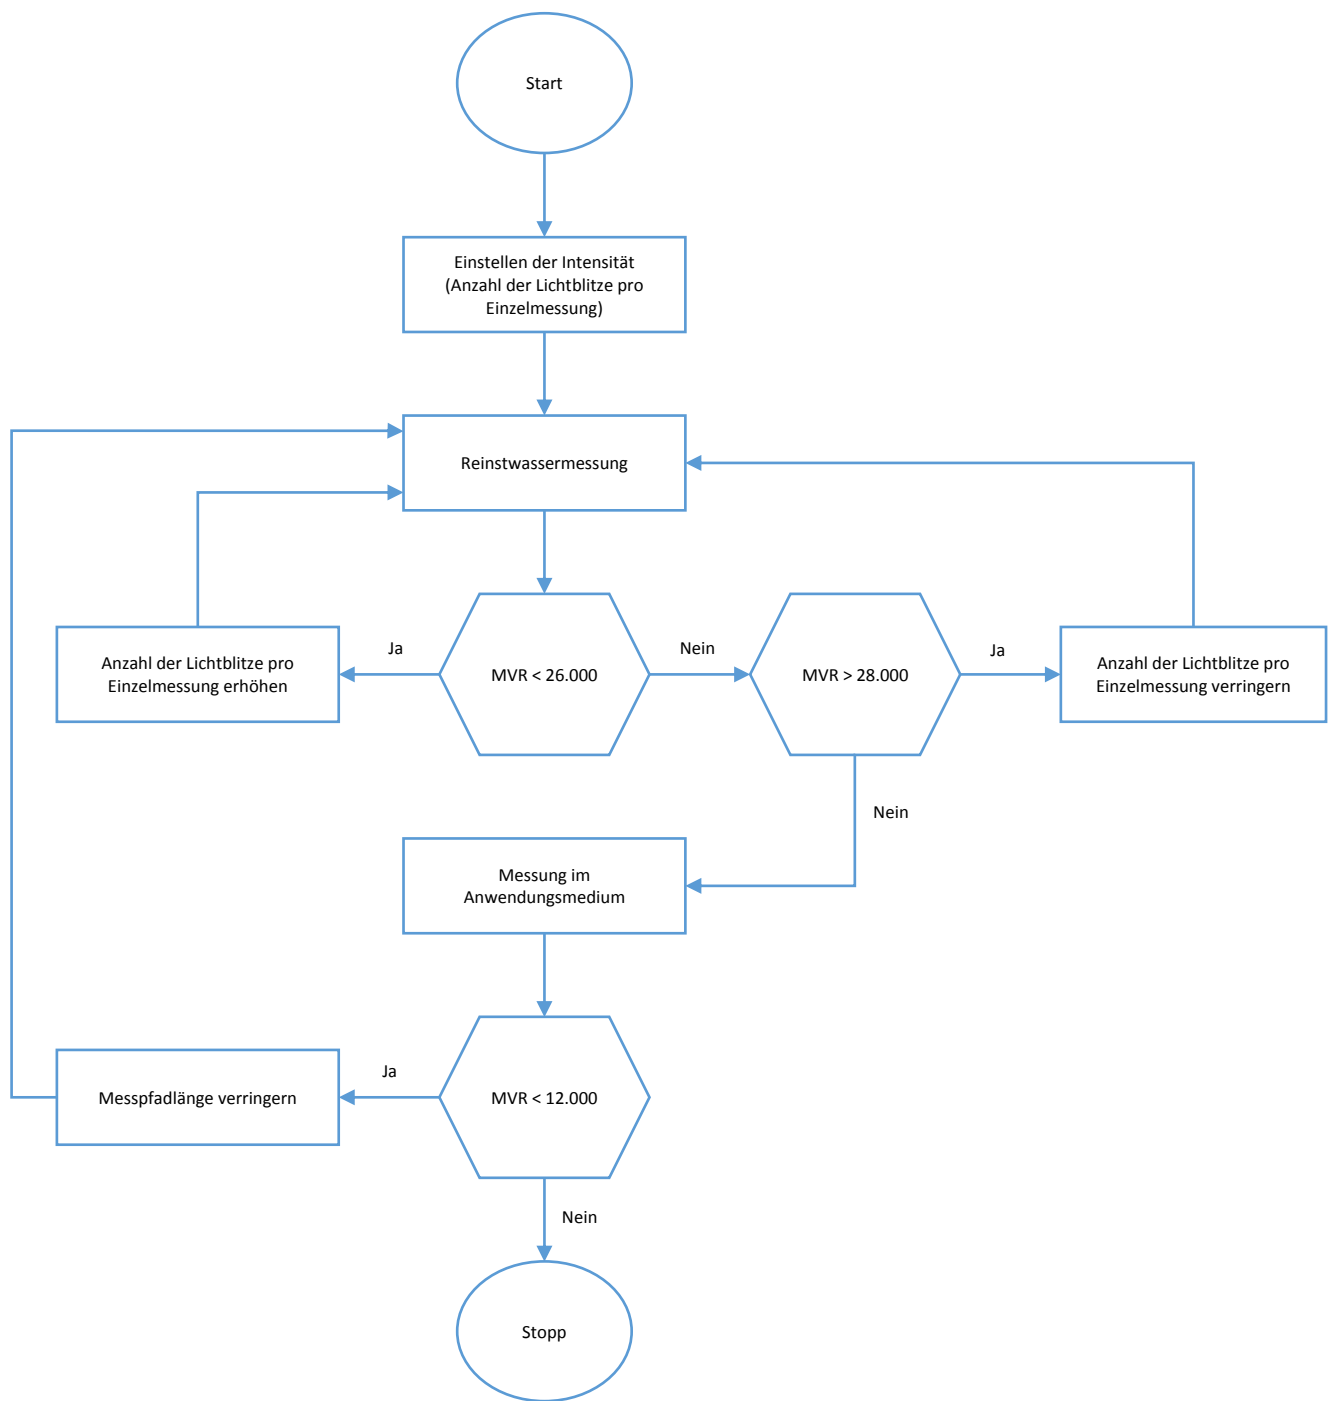 Start
Einstellen der Intensität
(Anzahl der Lichtblitze pro
Einzelmessung)
Reinstwassermessung
Ja
Nein
Ja
Anzahl der Lichtblitze pro
Einzelmessung erhöhen
MVR < 26.000
MVR > 28.000
Anzahl der Lichtblitze pro
Einzelmessung verringern
Nein
Messung im
Anwendungsmedium
Ja
Messpfadlänge verringern
MVR < 12.000
Nein
Stopp